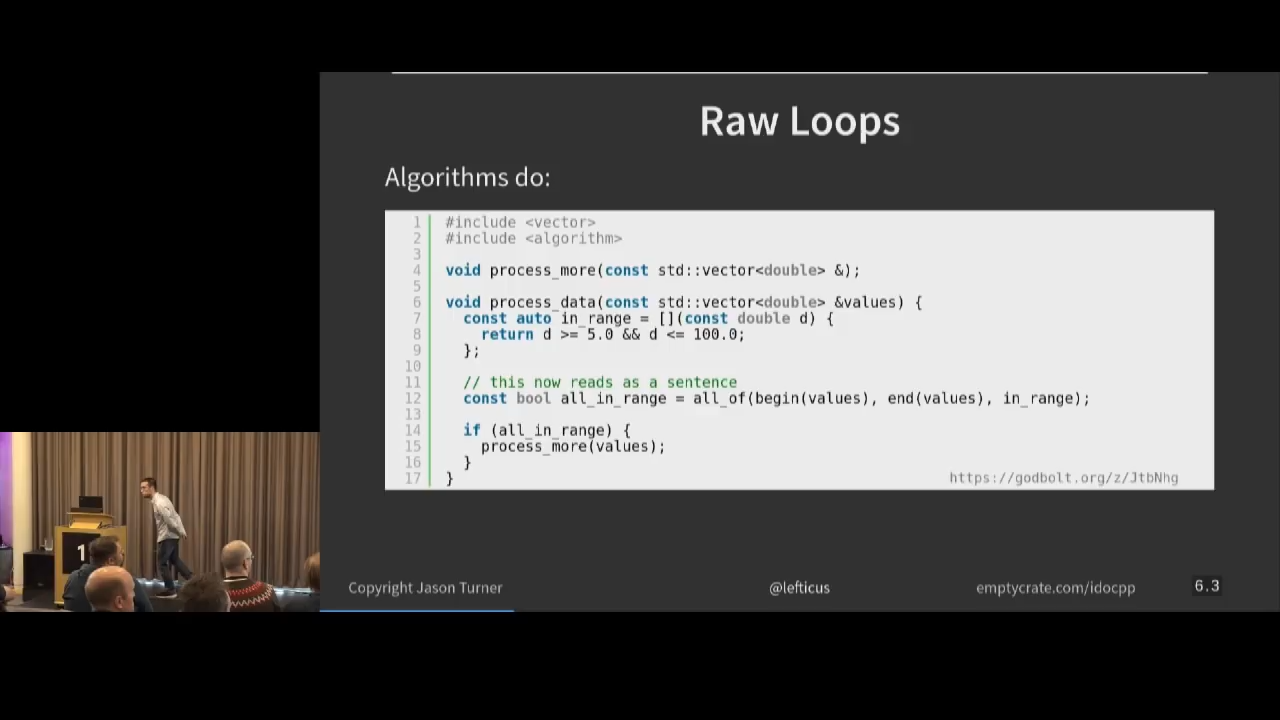 Raw Loops
Algorithms do:
1 #include <vector>
2 #include <algorithm>
3
4 void process_more(const std::vector<double> &);
5
6 void process_data(const std::vector<double> &values) {
7   const auto in_range = [](const double d) {
8     return d >= 5.0 && d <= 100.0;
9   };
10
11   // this now reads as a sentence
12   const bool all_in_range = all_of(begin(values), end(values), in_range);
13
14   if (all_in_range) {
15     process_more(values);
16   }
17 }
https://godbolt.org/z/JtbNhg
1
Copyright Jason Turner
@lefticus
emptycrate.com/idocpp
6.3